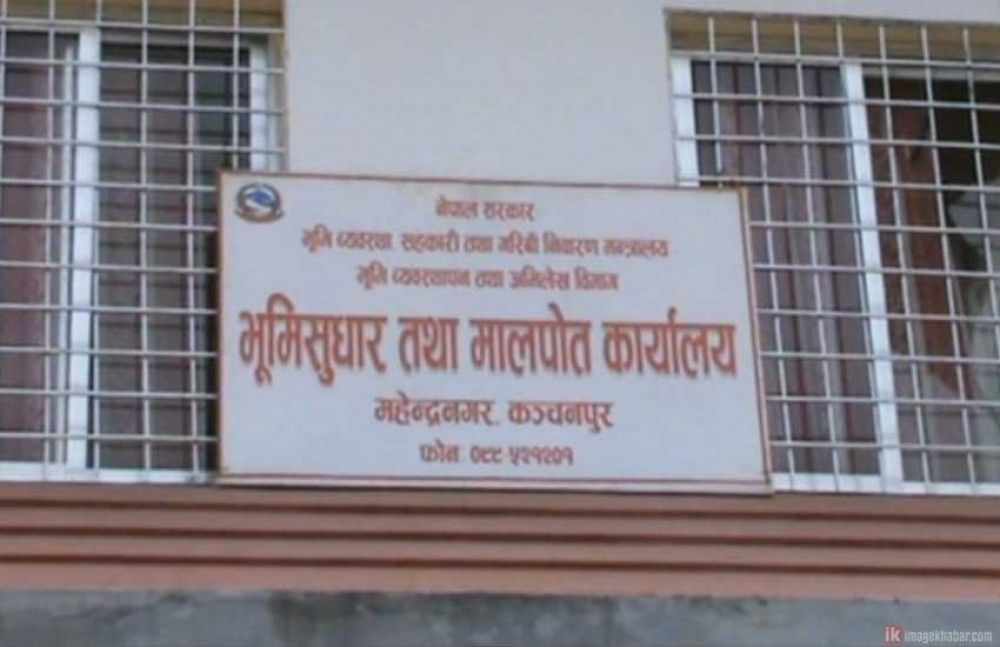 नेपाल सरकार
भूमि व्यवस्था, सहकारी तथा गरिबी निवारण मन्त्रालय
भूमि व्यवस्थापन तथा अभिलेख विभाग
भूमिसुधार तथा मालपोत कार्यालय
महेन्द्रनगर, कञ्चनपुर
फोन ०९९-५२१२०१
ik imagekhabar.com